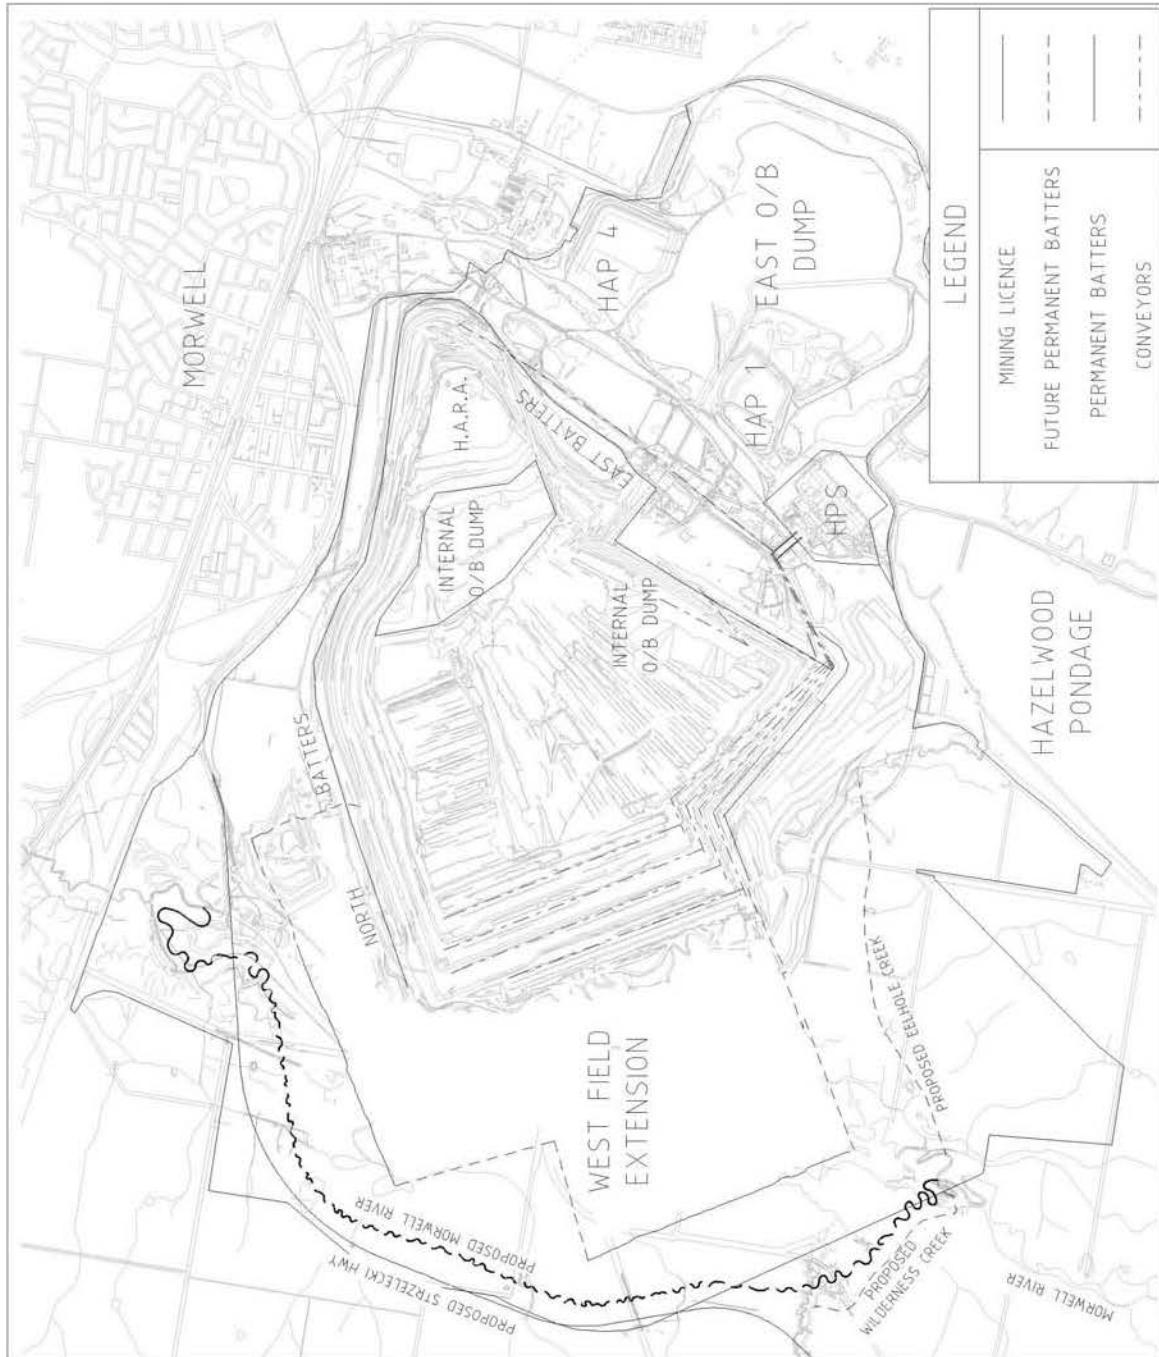 MORWELL
H.A.R.A.
INTERNAL
O/B DUMP
EAST BATTERS
HAP 4
EAST O/B
DUMP
HAP 1
HPS
INTERNAL
O/B DUMP
NORTH
BATTERS
HAZELWOOD
PONDAGE
WEST FIELD
EXTENSION
PROPOSED MORWELL RIVER
PROPOSED STRZELECKI HWY
PROPOSED EELHOLE CREEK
PROPOSED
WILDERNESS CREEK
MORWELL RIVER
LEGEND
MINING LICENCE
FUTURE PERMANENT BATTERS
PERMANENT BATTERS
CONVEYORS